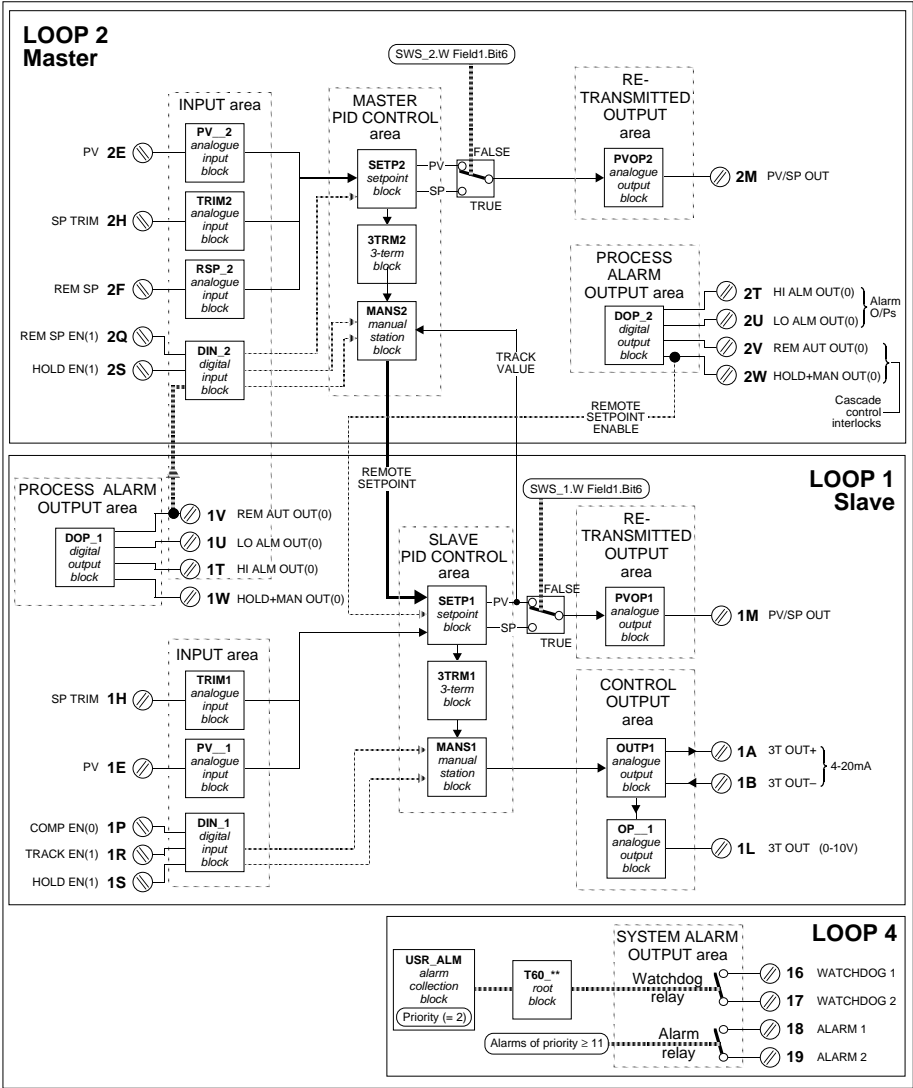 LOOP 2
Master
SWS_2.W Field1.Bit6
INPUT area
MASTER
PID CONTROL
area
RE-
TRANSMITTED
OUTPUT
area
PV 2E
PV__2
analogue
input
block
SETP2
setpoint
block
PV
SP
FALSE
TRUE
PVOP2
analogue
output
block
2M PV/SP OUT
SP TRIM 2H
TRIM2
analogue
input
block
3TRM2
3-term
block
REM SP 2F
RSP_2
analogue
input
block
MANS2
manual
station
block
PROCESS
ALARM
OUTPUT area
DOP_2
digital
output
block
2T HI ALM OUT(0)
2U LO ALM OUT(0)
Alarm
O/Ps
2V REM AUT OUT(0)
2W HOLD+MAN OUT(0)
Cascade
control
interlocks
REM SP EN(1) 2Q
HOLD EN(1) 2S
DIN_2
digital
input
block
TRACK
VALUE
REMOTE
SETPOINT
ENABLE
REMOTE
SETPOINT
LOOP 1
Slave
SWS_1.W Field1.Bit6
PROCESS ALARM
OUTPUT area
DOP_1
digital
output
block
1V REM AUT OUT(0)
1U LO ALM OUT(0)
1T HI ALM OUT(0)
1W HOLD+MAN OUT(0)
SLAVE
PID CONTROL
area
RE-
TRANSMITTED
OUTPUT
area
SETP1
setpoint
block
PV
SP
FALSE
TRUE
PVOP1
analogue
output
block
1M PV/SP OUT
INPUT area
SP TRIM 1H
TRIM1
analogue
input
block
3TRM1
3-term
block
CONTROL
OUTPUT
area
PV 1E
PV__1
analogue
input
block
MANS1
manual
station
block
OUTP1
analogue
output
block
1A 3T OUT+
1B 3T OUT–
4-20mA
COMP EN(0) 1P
TRACK EN(1) 1R
HOLD EN(1) 1S
DIN_1
digital
input
block
OP__1
analogue
output
block
1L 3T OUT (0-10V)
LOOP 4
SYSTEM ALARM
OUTPUT area
USR_ALM
alarm
collection
block
Priority (= 2)
T60_**
root
block
Watchdog
relay
16 WATCHDOG 1
17 WATCHDOG 2
Alarms of priority ≥ 11
Alarm
relay
18 ALARM 1
19 ALARM 2